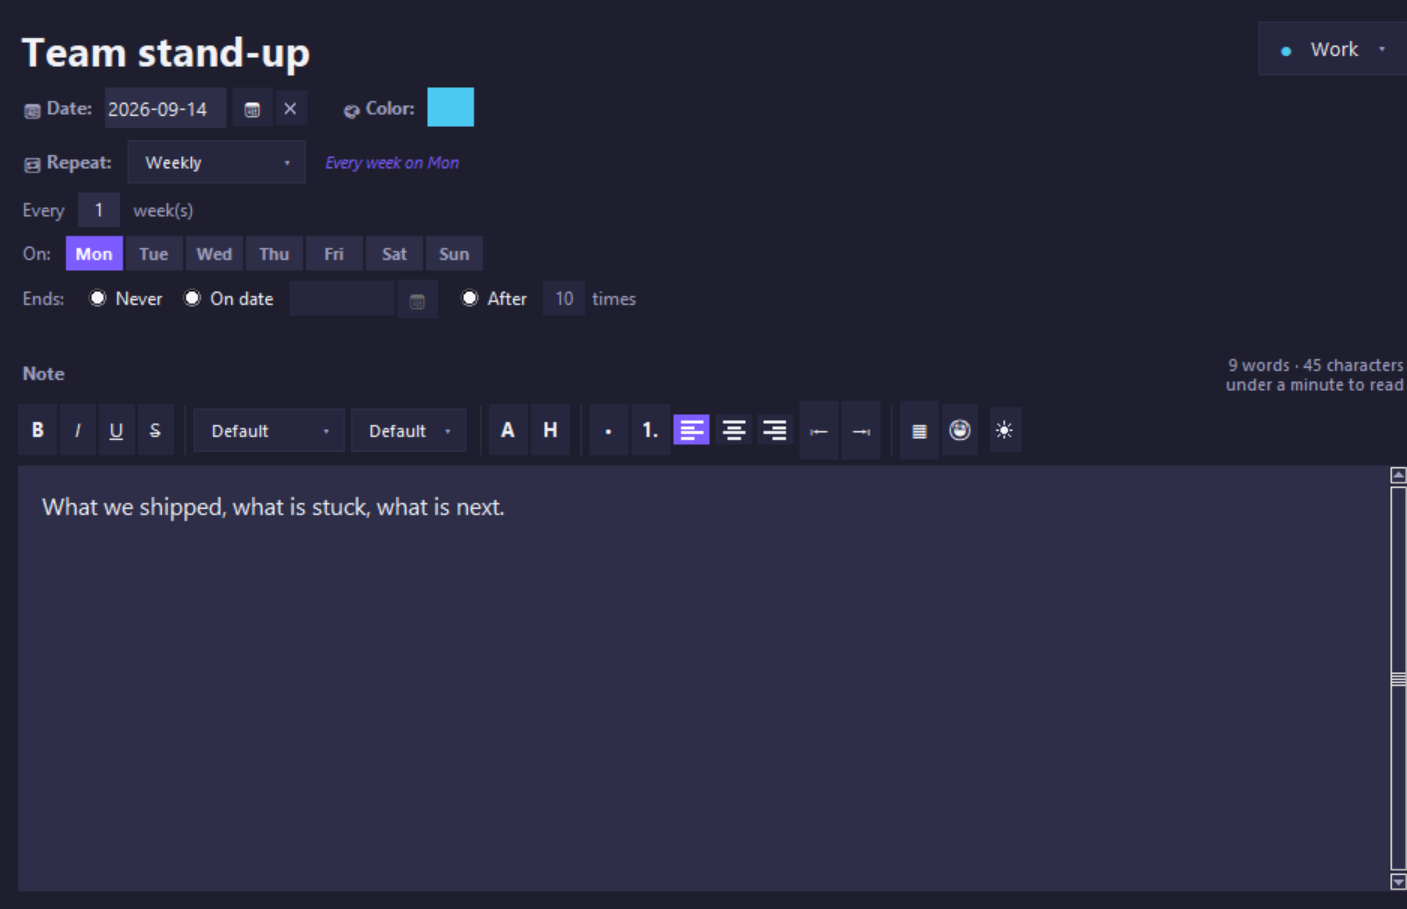 Team stand-up
Work
Date: 2026-09-14 Color:
Repeat: Weekly Every week on Mon
Every 1 week(s)
On: Mon Tue Wed Thu Fri Sat Sun
Ends: Never On date After 10 times
Note
9 words · 45 characters
under a minute to read
B I U S Default Default A H • 1.
What we shipped, what is stuck, what is next.